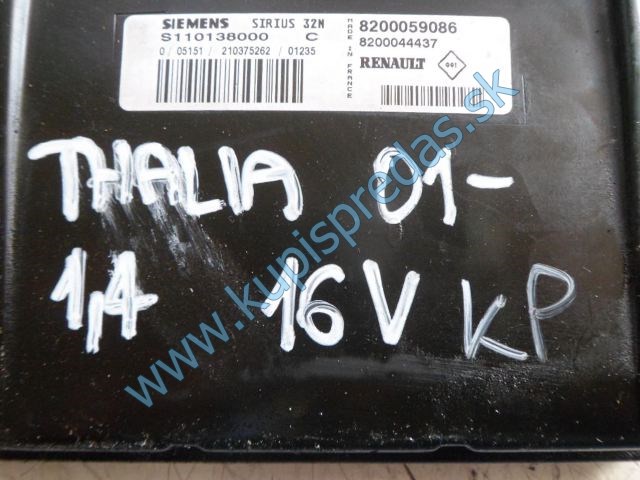 SIEMENS SIRIUS 32N
S110138000 C
0 / 05151 / 210375262 / 01235
MADE IN FRANCE
8200059086
8200044437
RENAULT
THALIA 01-
1,4 16V KP
www.kupispredas.sk